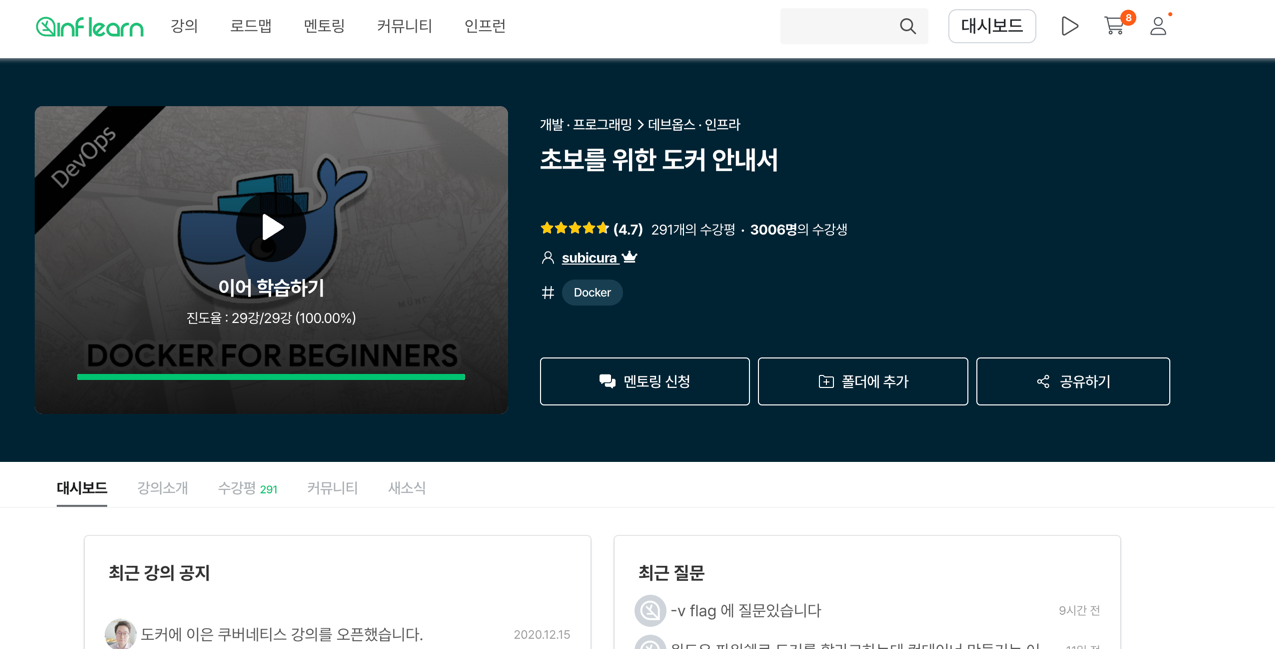 inflearn
강의 로드맵 멘토링 커뮤니티 인프런
대시보드
8
DevOps
이어 학습하기
진도율 : 29강/29강 (100.00%)
DOCKER FOR BEGINNERS
개발 · 프로그래밍 > 데브옵스 · 인프라
초보를 위한 도커 안내서
(4.7) 291개의 수강평 · 3006명의 수강생
subicura
# Docker
멘토링 신청 폴더에 추가 공유하기
대시보드 강의소개 수강평 291 커뮤니티 새소식
최근 강의 공지
도커에 이은 쿠버네티스 강의를 오픈했습니다. 2020.12.15
최근 질문
-v flag 에 질문있습니다 9시간 전